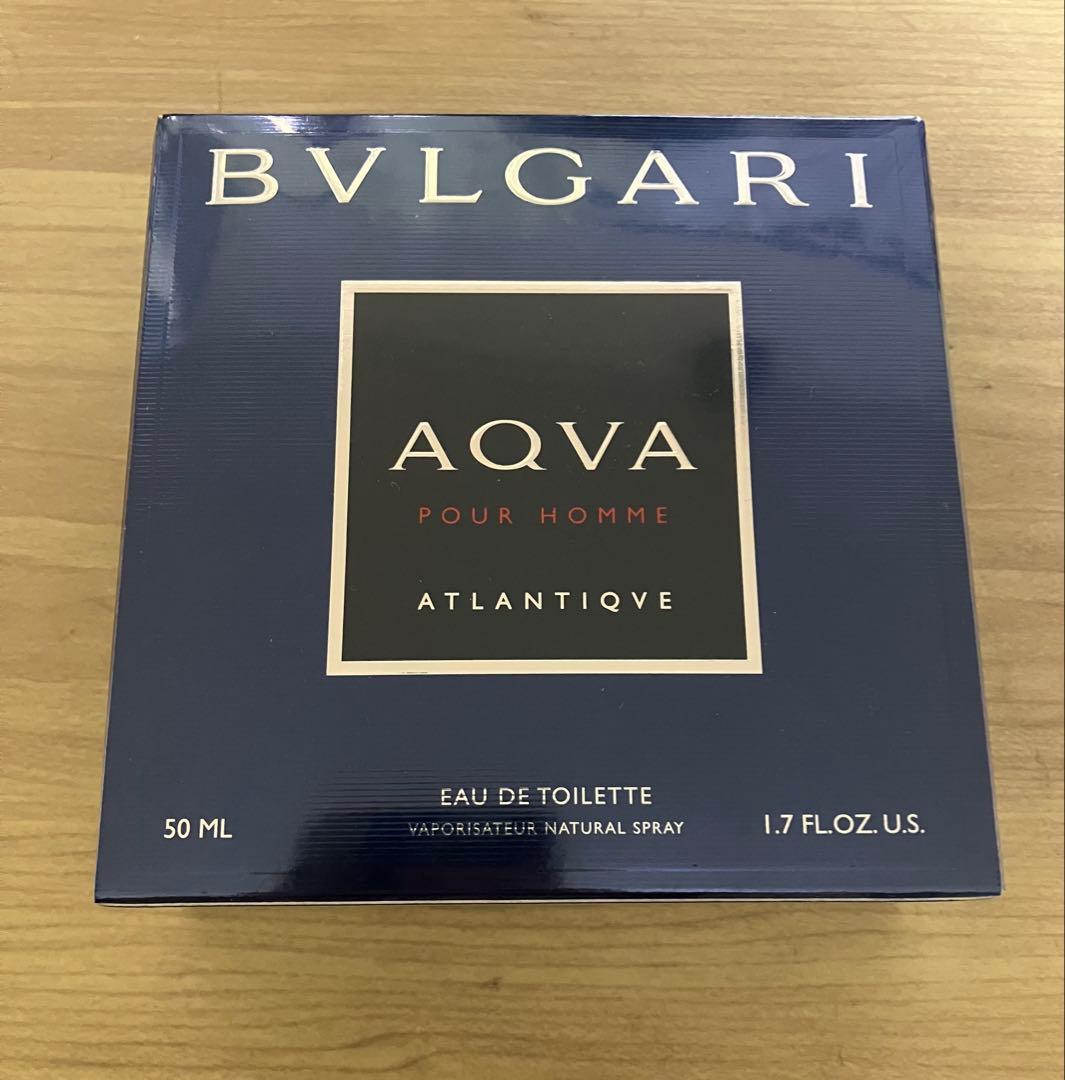 BVLGARI
AQVA
POUR HOMME
ATLANTIQVE
EAU DE TOILETTE
50 ML VAPORISATEUR NATURAL SPRAY 1.7 FL.OZ. U.S.